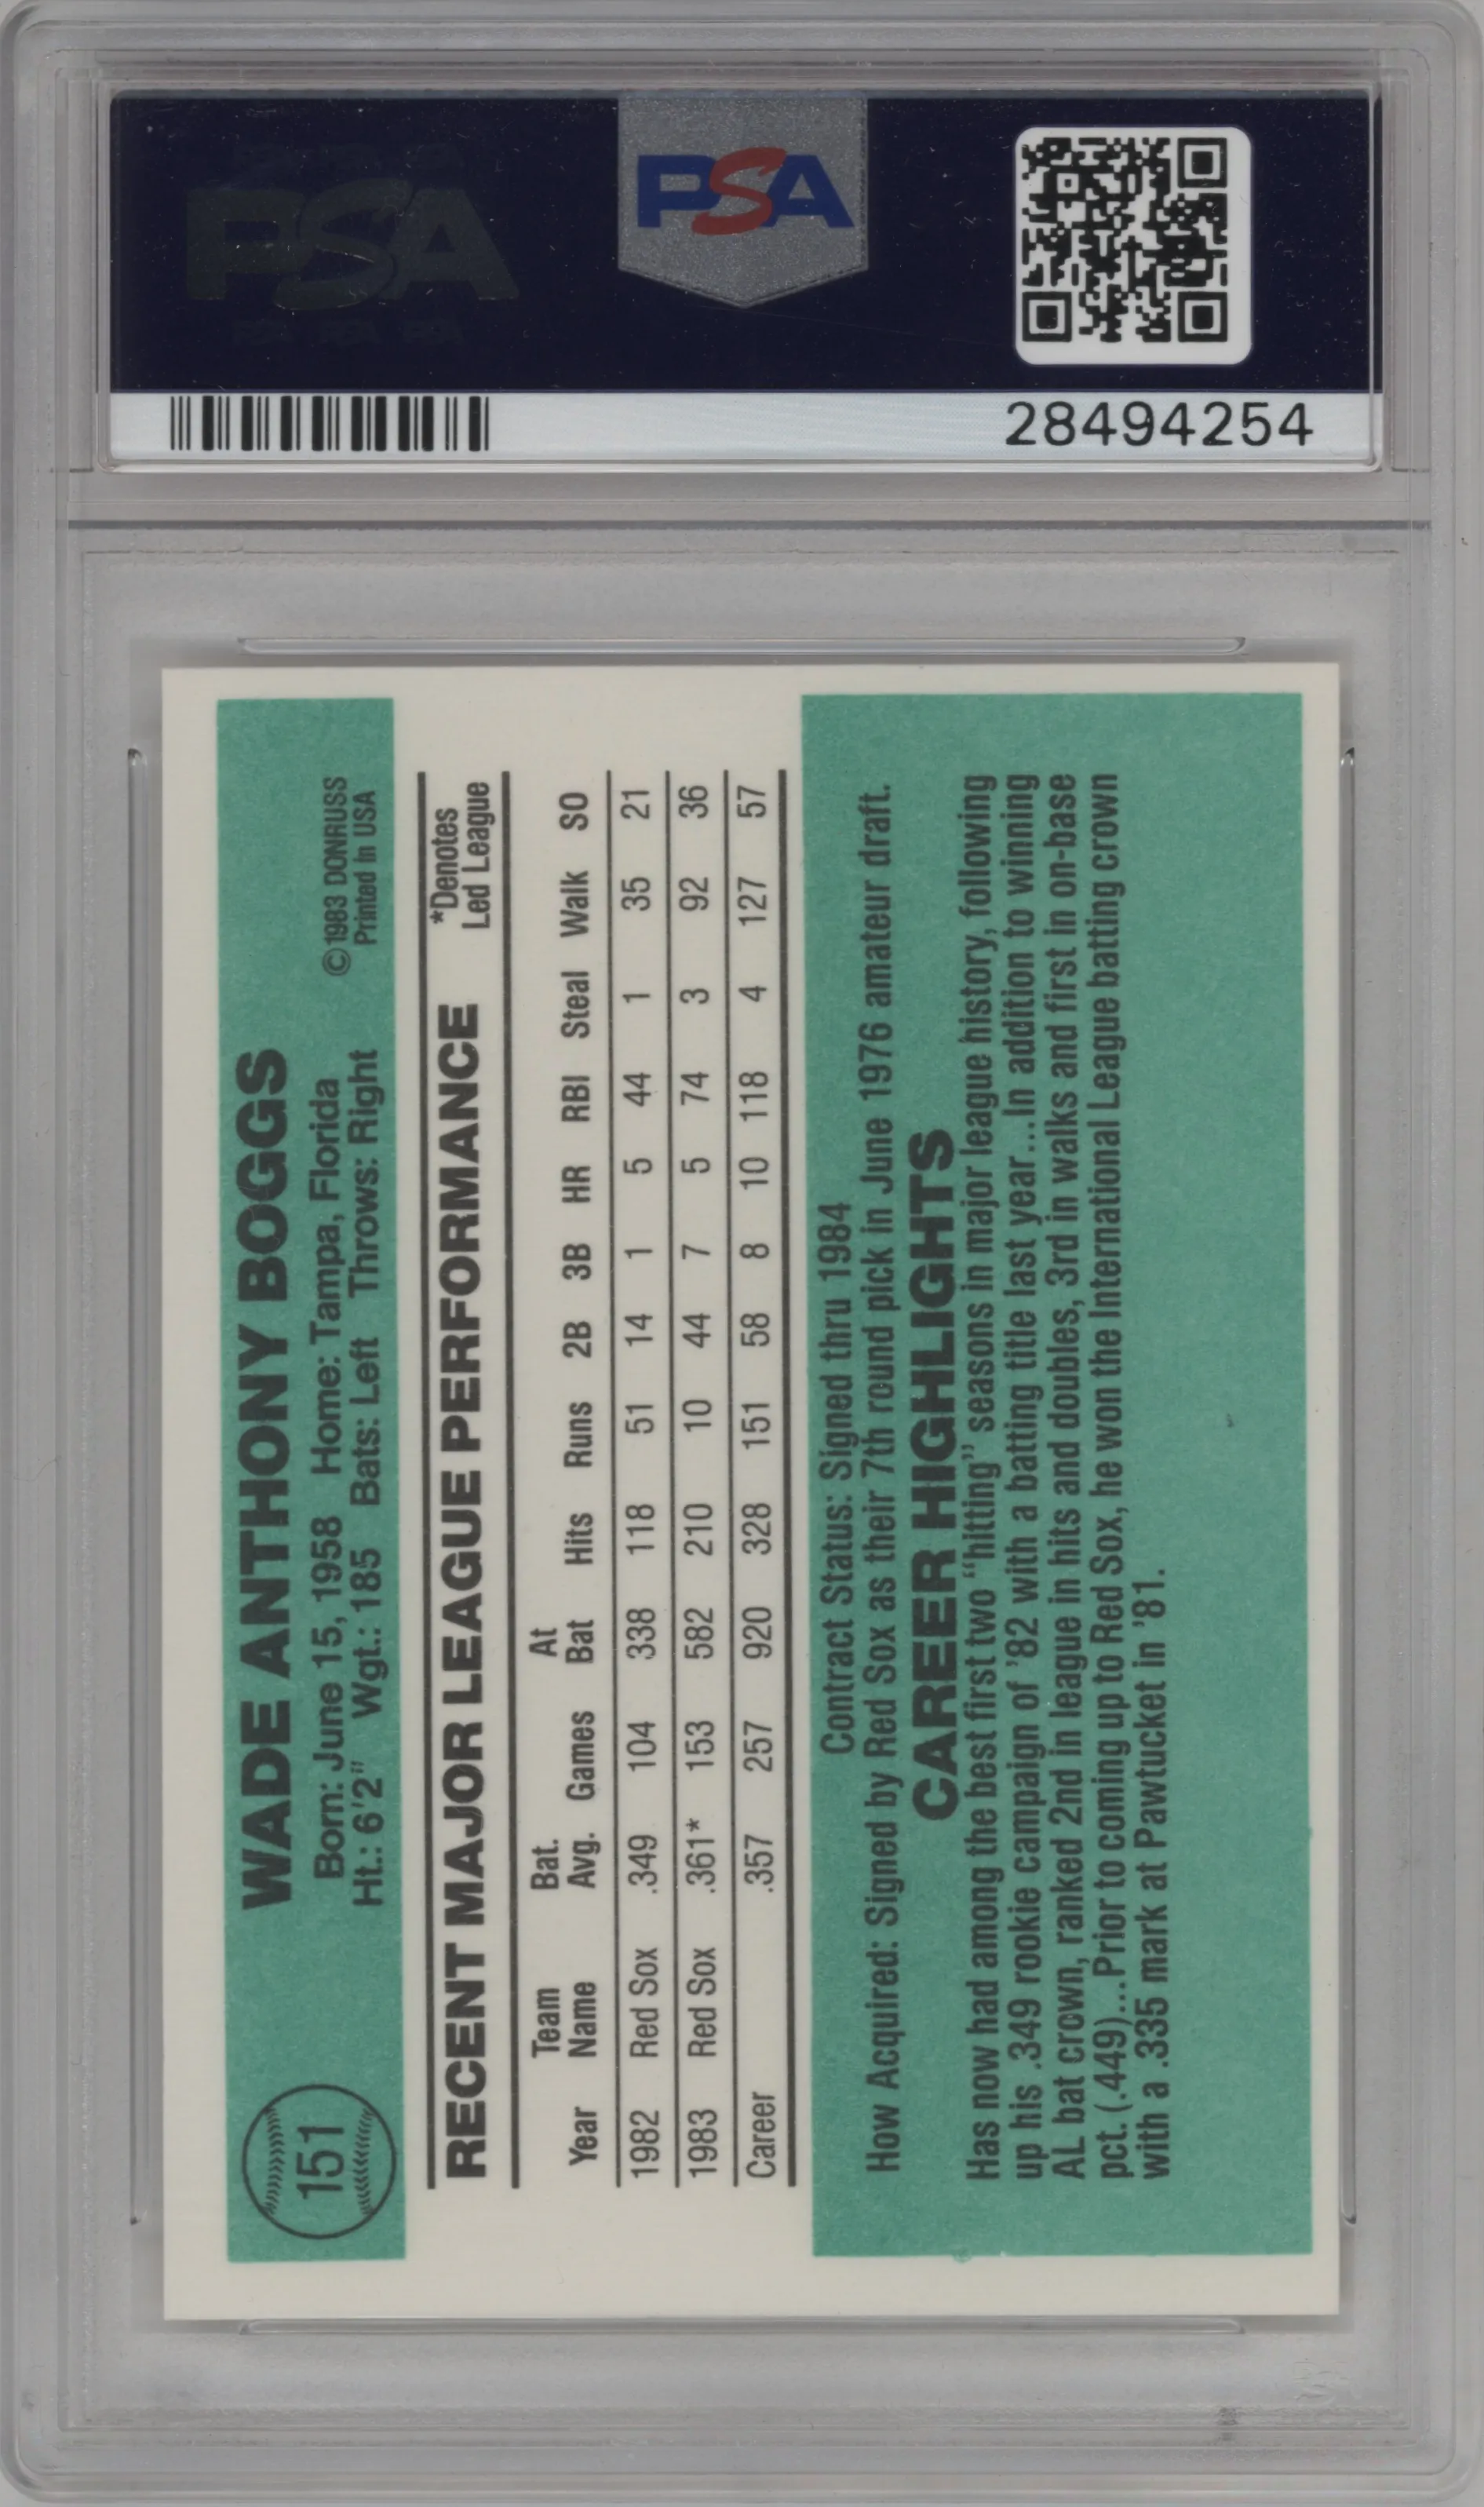 PSA
PSA
28494254
151
WADE ANTHONY BOGGS
Born: June 15, 1958 Home: Tampa, Florida
Ht.: 6'2" Wgt.: 185 Bats: Left Throws: Right
©1983 DONRUSS
Printed in USA
RECENT MAJOR LEAGUE PERFORMANCE
*Denotes
Led League
Year Team Name Bat. Avg. Games At Bat Hits Runs 2B 3B HR RBI Steal Walk SO
1982 Red Sox .349 104 338 118 51 14 1 5 44 1 35 21
1983 Red Sox .361* 153 582 210 10 44 7 5 74 3 92 36
Career .357 257 920 328 151 58 8 10 118 4 127 57
Contract Status: Signed thru 1984
How Acquired: Signed by Red Sox as their 7th round pick in June 1976 amateur draft.
CAREER HIGHLIGHTS
Has now had among the best first two "hitting" seasons in major league history, following
up his .349 rookie campaign of '82 with a batting title last year...In addition to winning
AL bat crown, ranked 2nd in league in hits and doubles, 3rd in walks and first in on-base
pct. (.449)...Prior to coming up to Red Sox, he won the International League batting crown
with a .335 mark at Pawtucket in '81.